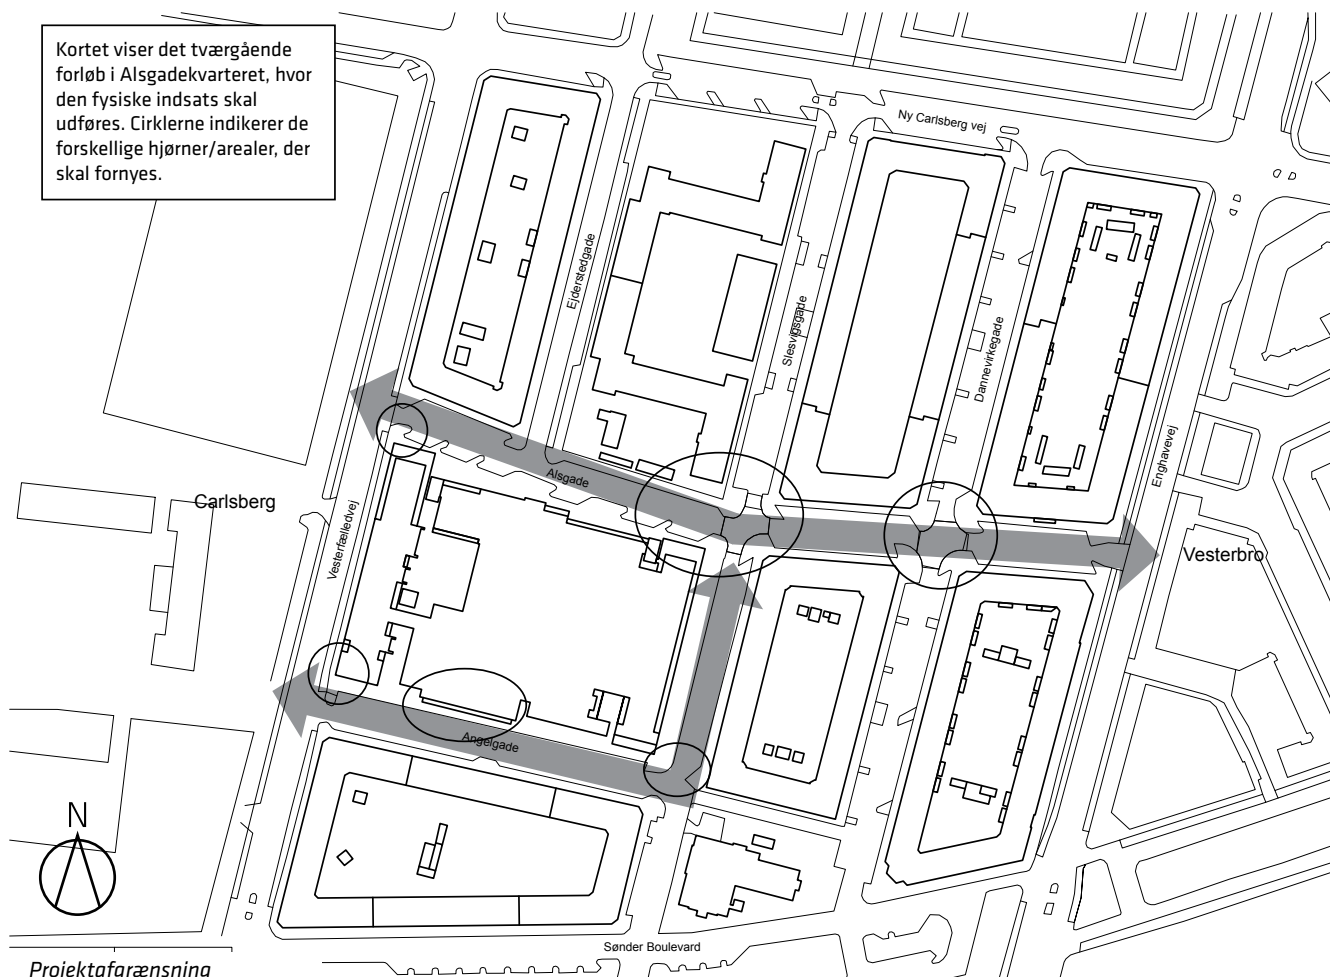 Kortet viser det tværgående
forløb i Alsgadekvarteret, hvor
den fysiske indsats skal
udføres. Cirklerne indikerer de
forskellige hjørner/arealer, der
skal fornyes.
Ny Carlsberg vej
Ejderstedgade
Slesvigsgade
Dannevirkegade
Enghavevej
Alsgade
Carlsberg
Vesterfælledvej
Vesterbro
Angelgade
N
Sønder Boulevard
Projektafgrænsning